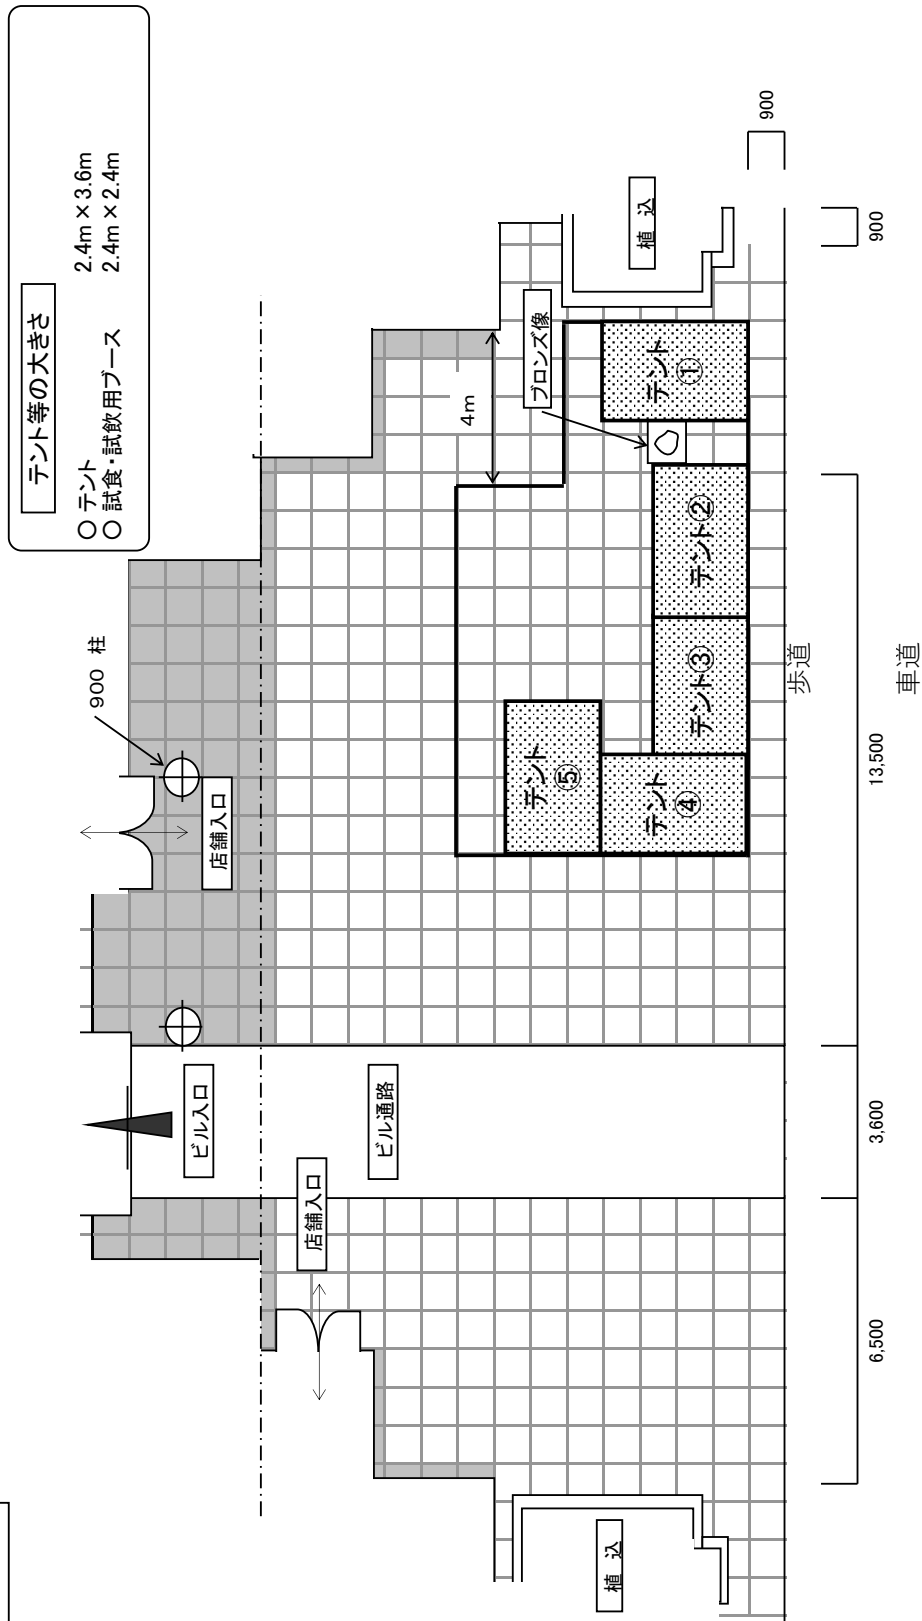 テント等の大きさ
○ テント 2.4m×3.6m
○ 試食・試飲用ブース 2.4m×2.4m
900 柱
店舗入口
ビル入口
ビル通路
店舗入口
4m
ブロンズ像
植込
植込
テント
①
テント②
テント③
テント
④
テント
⑤
歩道
車道
6,500
3,600
13,500
900
900